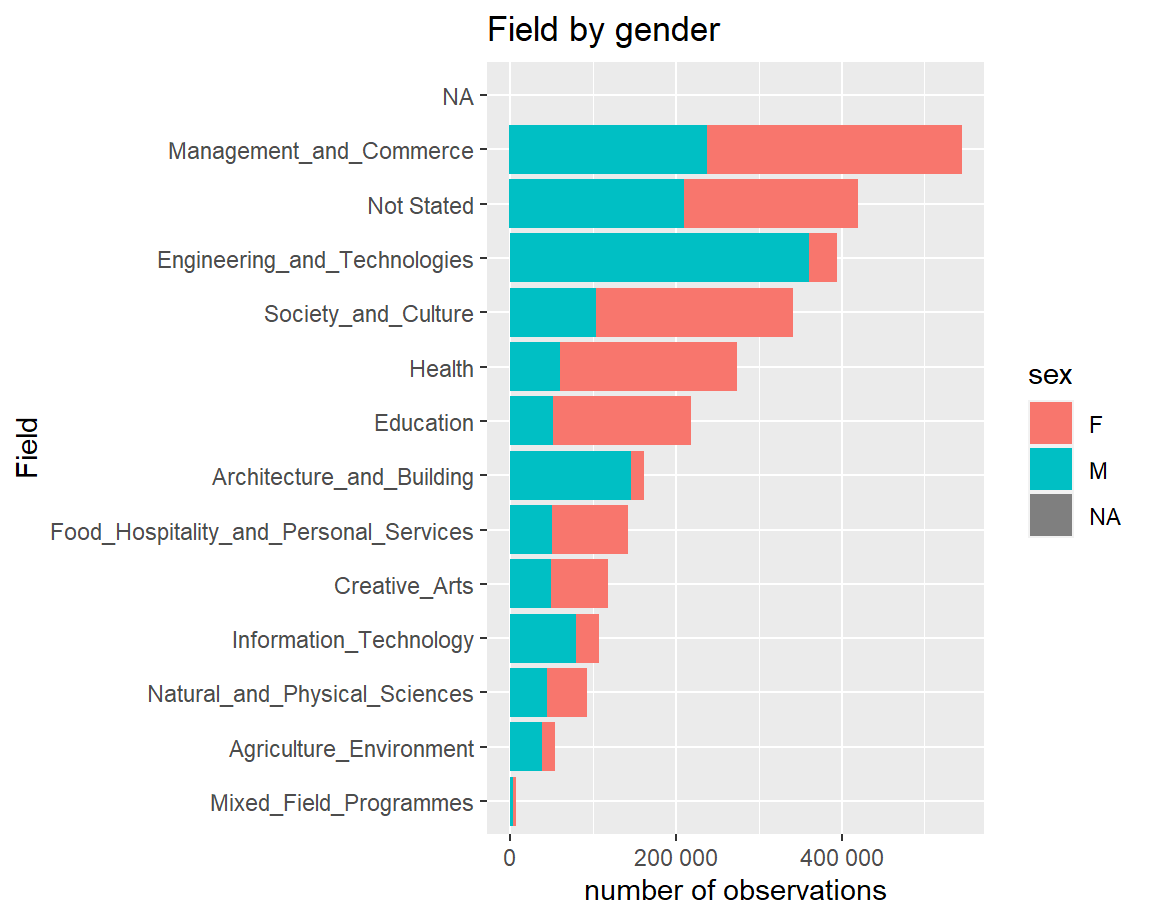 Field by gender
NA
Management_and_Commerce
Not Stated
Engineering_and_Technologies
Society_and_Culture
Health
Education
Architecture_and_Building
Food_Hospitality_and_Personal_Services
Creative_Arts
Information_Technology
Natural_and_Physical_Sciences
Agriculture_Environment
Mixed_Field_Programmes
Field
0 200 000 400 000
number of observations
sex
F
M
NA